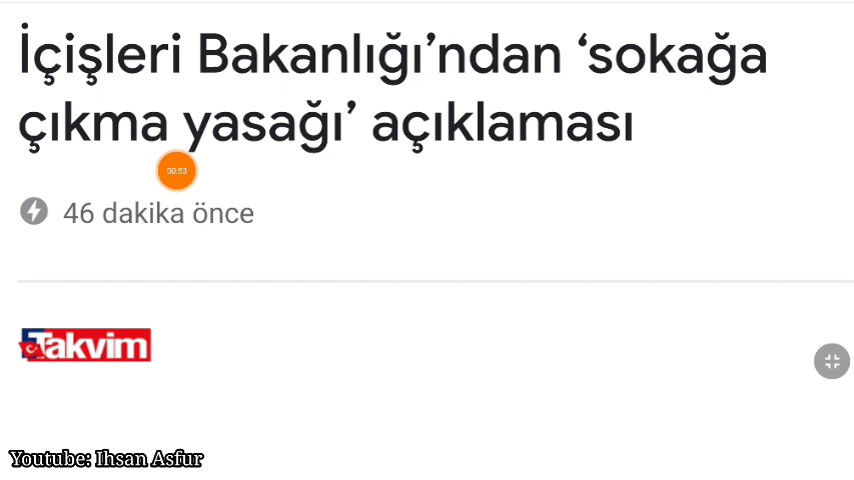 İçişleri Bakanlığı’ndan ‘sokağa
çıkma yasağı’ açıklaması
00:53
46 dakika önce
Takvim
Youtube: Ihsan Asfur